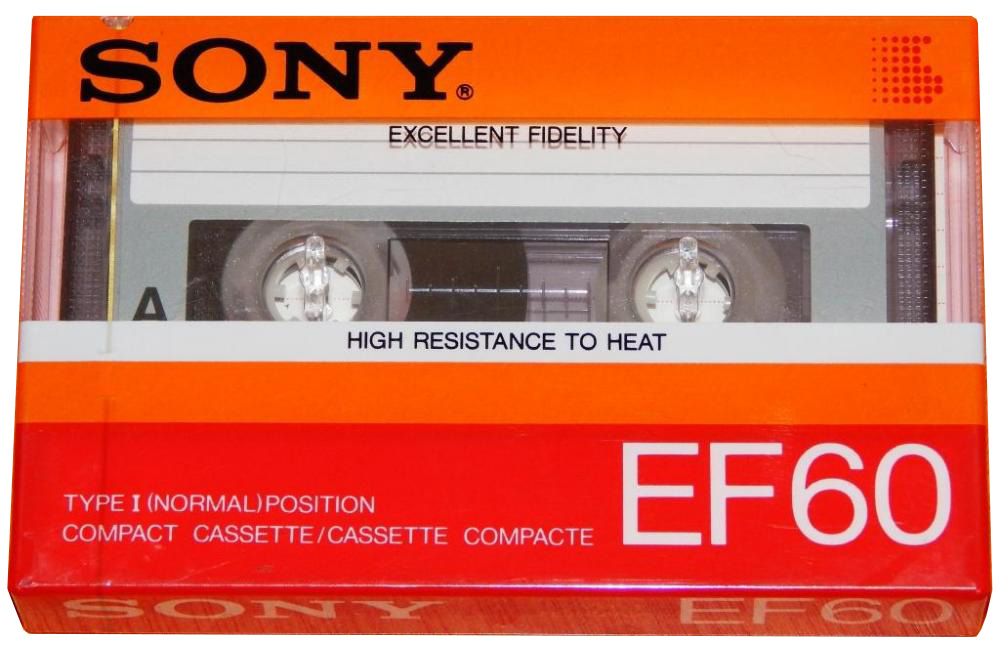 SONY®
EXCELLENT FIDELITY
A
HIGH RESISTANCE TO HEAT
EF60
TYPE I (NORMAL) POSITION
COMPACT CASSETTE/CASSETTE COMPACTE
SONY EF60